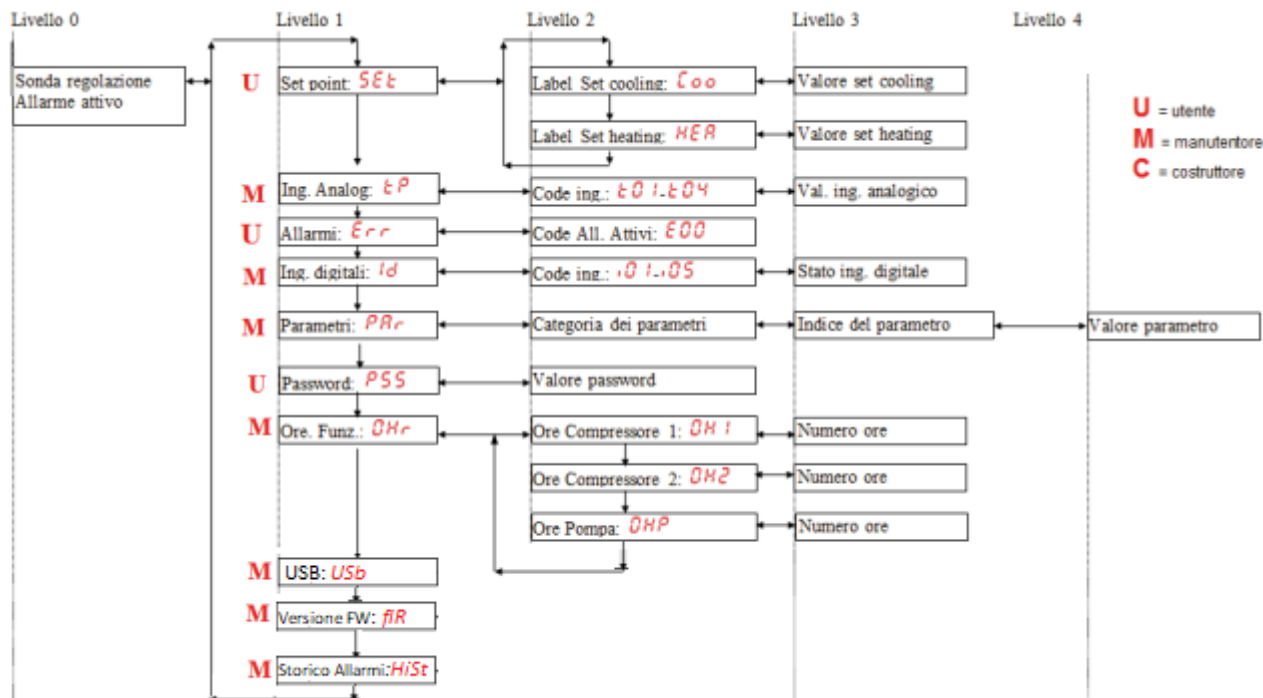 Livello 0 Livello 1 Livello 2 Livello 3 Livello 4
Sonda regolazione
Allarme attivo
U Set point: SEt
Label Set cooling: Coo
Valore set cooling
Label Set heating: HEA
Valore set heating
U = utente
M = manutentore
C = costruttore
M Ing. Analog: tP
Code ing.: t01-t04
Val. ing. analogico
U Allarmi: Err
Code All. Attivi: E00
M Ing. digitali: Id
Code ing.: i01-i05
Stato ing. digitale
M Parametri: PAr
Categoria dei parametri
Indice del parametro
Valore parametro
U Password: PSS
Valore password
M Ore. Funz.: OHr
Ore Compressore 1: OH1
Numero ore
Ore Compressore 2: OH2
Numero ore
Ore Pompa: OHP
Numero ore
M USB: USb
M Versione FW: fIR
M Storico Allarmi:HiSt